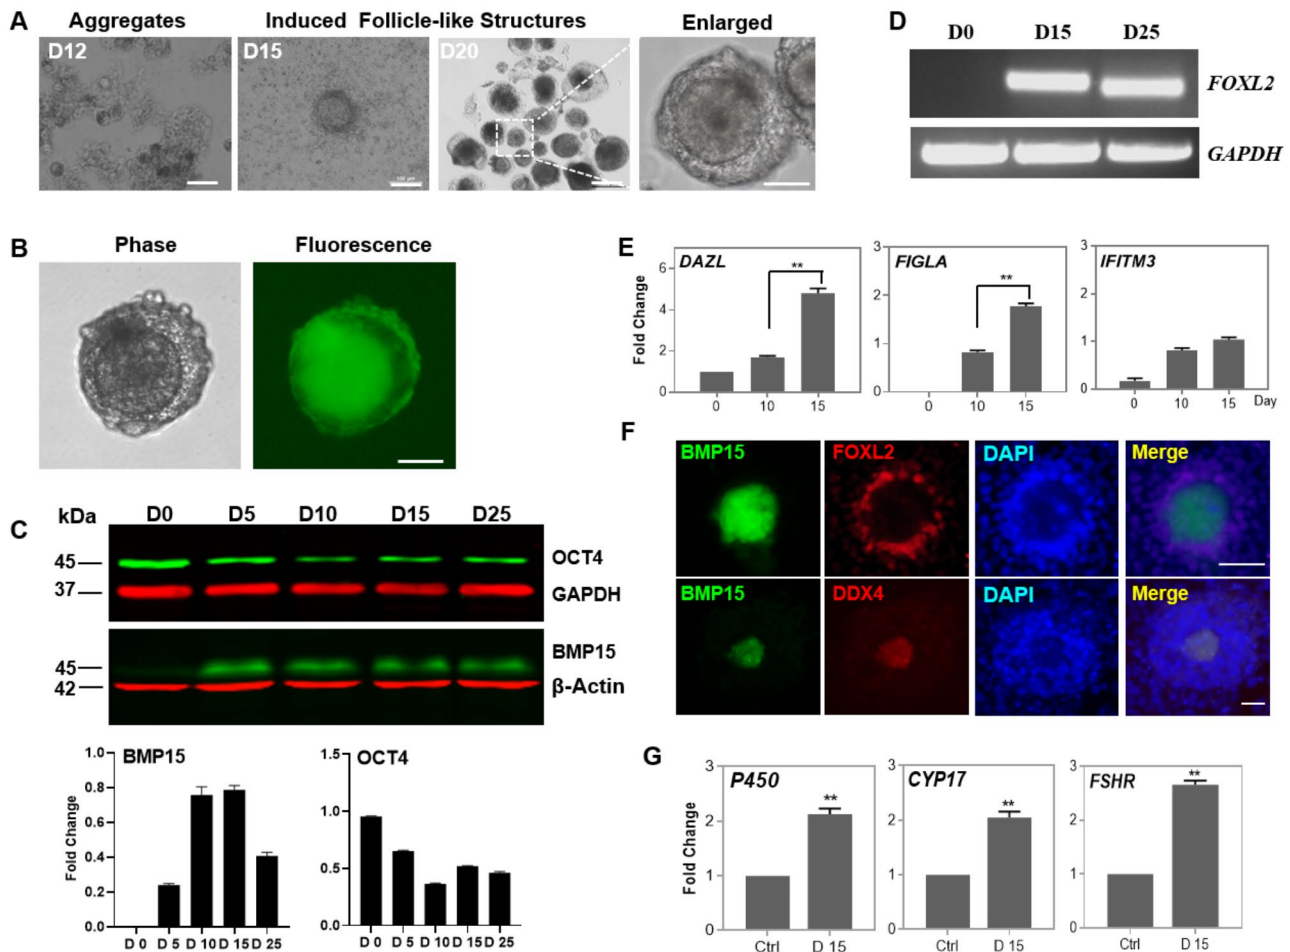 A
Aggregates
Induced Follicle-like Structures
Enlarged
D12
D15
D20
100 μm
B
Phase
Fluorescence
C
kDa
D0
D5
D10
D15
D25
45
OCT4
37
GAPDH
45
BMP15
42
β-Actin
BMP15
Fold Change
1.0
0.8
0.6
0.4
0.2
0.0
D 0
D 5
D 10
D 15
D 25
OCT4
1.5
1.0
0.5
0.0
D 0
D 5
D 10
D 15
D 25
D
D0
D15
D25
FOXL2
GAPDH
E
Fold Change
DAZL
**
6
4
2
0
0
10
15
FIGLA
**
3
2
1
0
0
10
15
IFITM3
3
2
1
0
0
10
15
Day
F
BMP15
FOXL2
DAPI
Merge
BMP15
DDX4
DAPI
Merge
G
Fold Change
P450
**
3
2
1
0
Ctrl
D 15
CYP17
**
3
2
1
0
Ctrl
D 15
FSHR
**
3
2
1
0
Ctrl
D 15